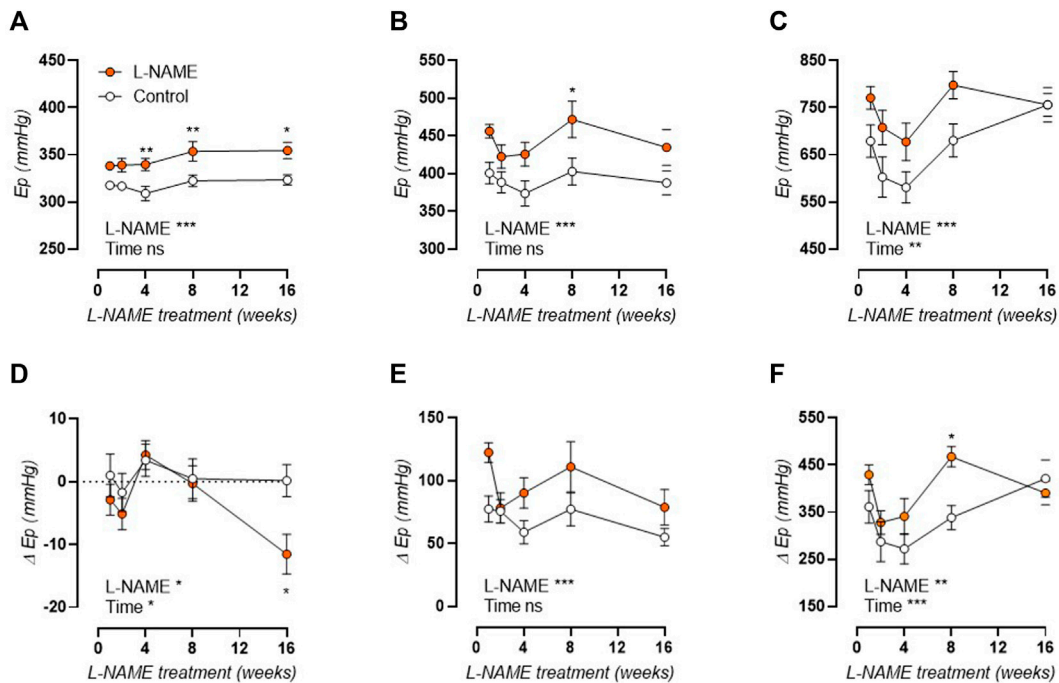 A
Ep (mmHg)
450
400
350
300
250
L-NAME
Control
**
**
*
L-NAME ***
Time ns
0 4 8 12 16
L-NAME treatment (weeks)
B
Ep (mmHg)
550
500
450
400
350
300
*
L-NAME ***
Time ns
0 4 8 12 16
L-NAME treatment (weeks)
C
Ep (mmHg)
850
750
650
550
450
L-NAME ***
Time **
0 4 8 12 16
L-NAME treatment (weeks)
D
Δ Ep (mmHg)
10
0
-10
-20
*
L-NAME *
Time *
0 4 8 12 16
L-NAME treatment (weeks)
E
Δ Ep (mmHg)
150
100
50
0
L-NAME ***
Time ns
0 4 8 12 16
L-NAME treatment (weeks)
F
Δ Ep (mmHg)
450
350
250
150
*
L-NAME **
Time ***
0 4 8 12 16
L-NAME treatment (weeks)